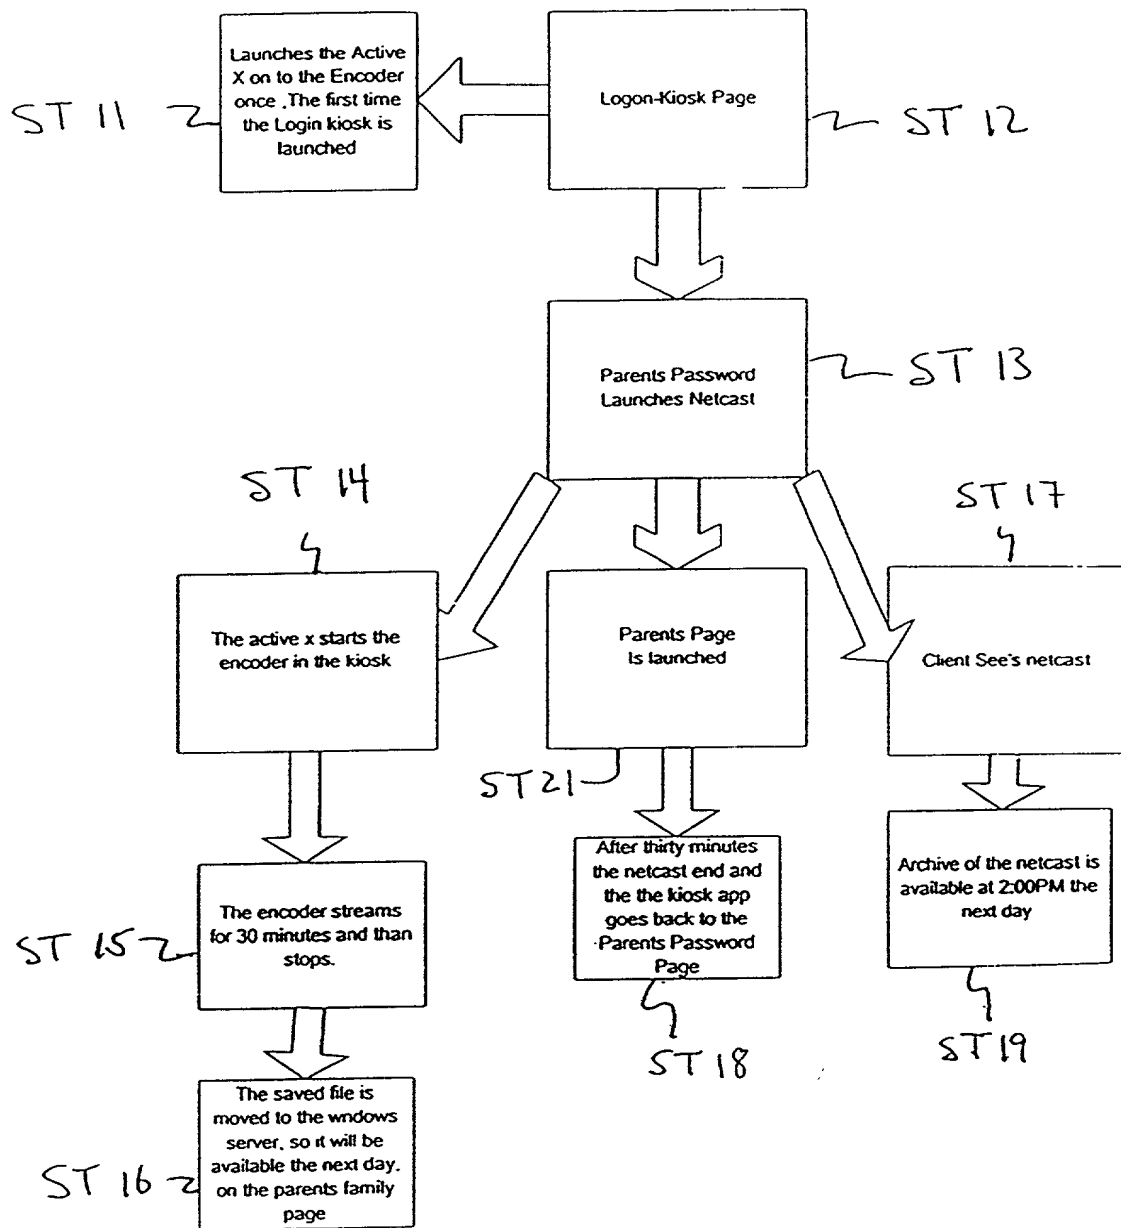 Launches the Active
X on to the Encoder
once .The first time
the Login kiosk is
launched
ST 11
Logon-Kiosk Page
ST 12
Parents Password
Launches Netcast
ST 13
ST 14
ST 17
The active x starts the
encoder in the kiosk
Parents Page
Is launched
Client See's netcast
ST21
The encoder streams
for 30 minutes and than
stops.
ST 15
After thirty minutes
the netcast end and
the the kiosk app
goes back to the
Parents Password
Page
Archive of the netcast is
available at 2:00PM the
next day
ST 18
ST19
The saved file is
moved to the wndows
server, so it will be
available the next day.
on the parents family
page
ST 16